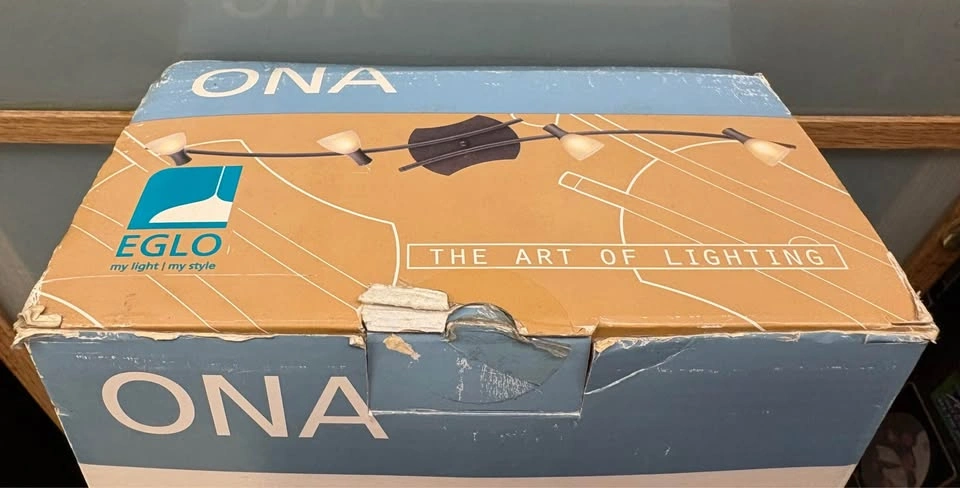 ONA
EGLO
my light | my style
THE ART OF LIGHTING
ONA